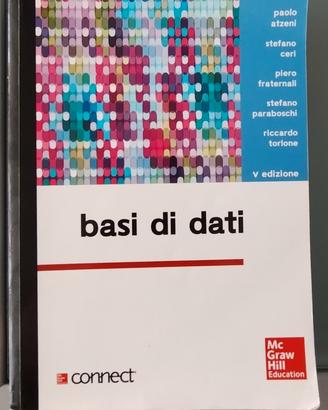 paolo
atzeni
stefano
ceri
piero
fraternali
stefano
paraboschi
riccardo
torlone
v edizione
basi di dati
Mc
Graw
Hill
Education
connect